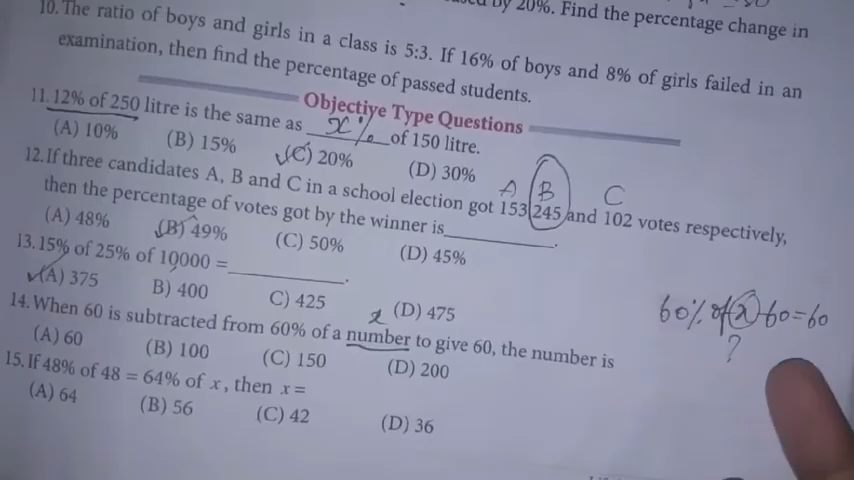 by 20%. Find the percentage change in
10. The ratio of boys and girls in a class is 5:3. If 16% of boys and 8% of girls failed in an
examination, then find the percentage of passed students.
Objective Type Questions
11. 12% of 250 litre is the same as x% of 150 litre.
(A) 10% (B) 15% (C) 20% (D) 30%
A B C
12. If three candidates A, B and C in a school election got 153,245 and 102 votes respectively,
then the percentage of votes got by the winner is ________.
(A) 48% (B) 49% (C) 50% (D) 45%
13. 15% of 25% of 10000 = ________.
(A) 375 B) 400 C) 425 (D) 475
x
60% of x 60=60
?
14. When 60 is subtracted from 60% of a number to give 60, the number is
(A) 60 (B) 100 (C) 150 (D) 200
15. If 48% of 48 = 64% of x, then x =
(A) 64 (B) 56 (C) 42 (D) 36